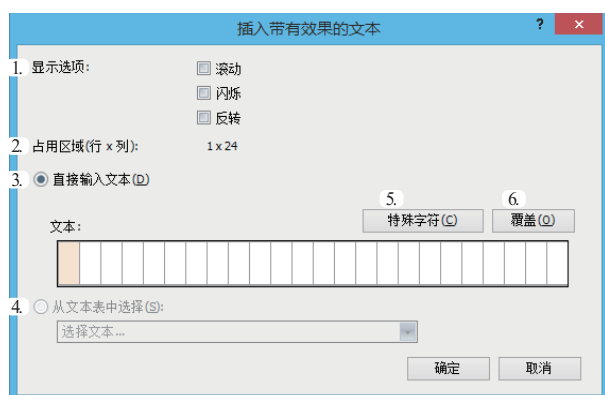 插入带有效果的文本 ? ×
1. 显示选项: 滚动
闪烁
反转
2. 占用区域(行 x 列): 1 x 24
3. 直接输入文本(D)
5. 6.
文本: 特殊字符(C) 覆盖(O)
4. 从文本表中选择(S):
选择文本...
确定 取消